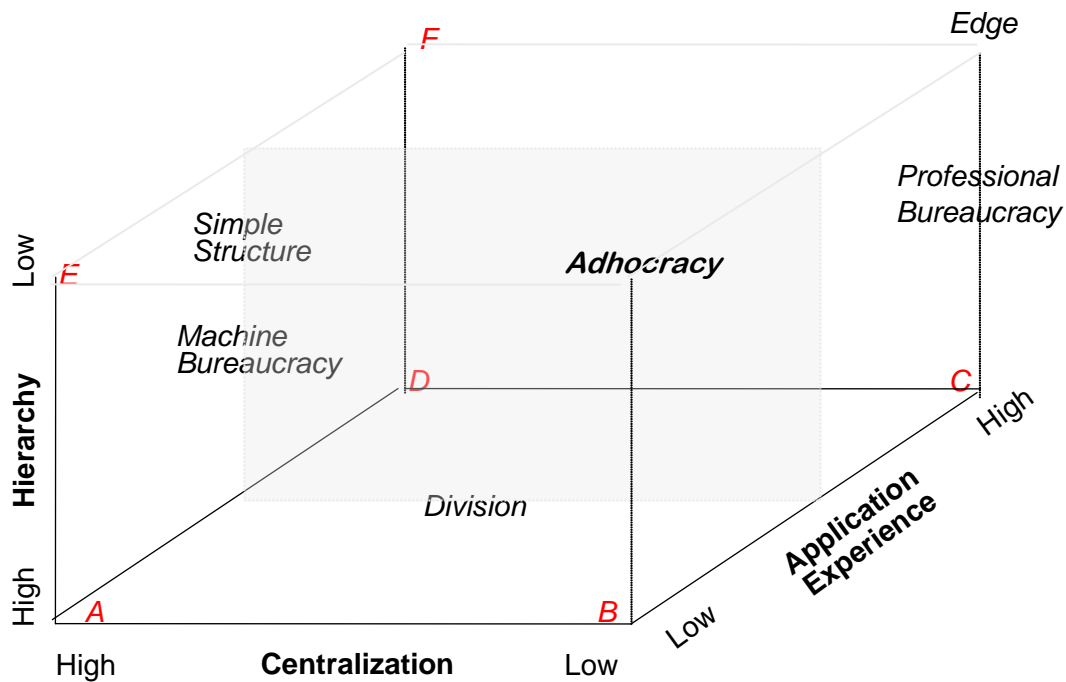 Edge
F
Professional
Bureaucracy
Simple
Structure
Adhocracy
Low
E
Machine
Bureaucracy
D
C
High
Hierarchy
Division
Application
Experience
High
A
B
Low
High
Centralization
Low